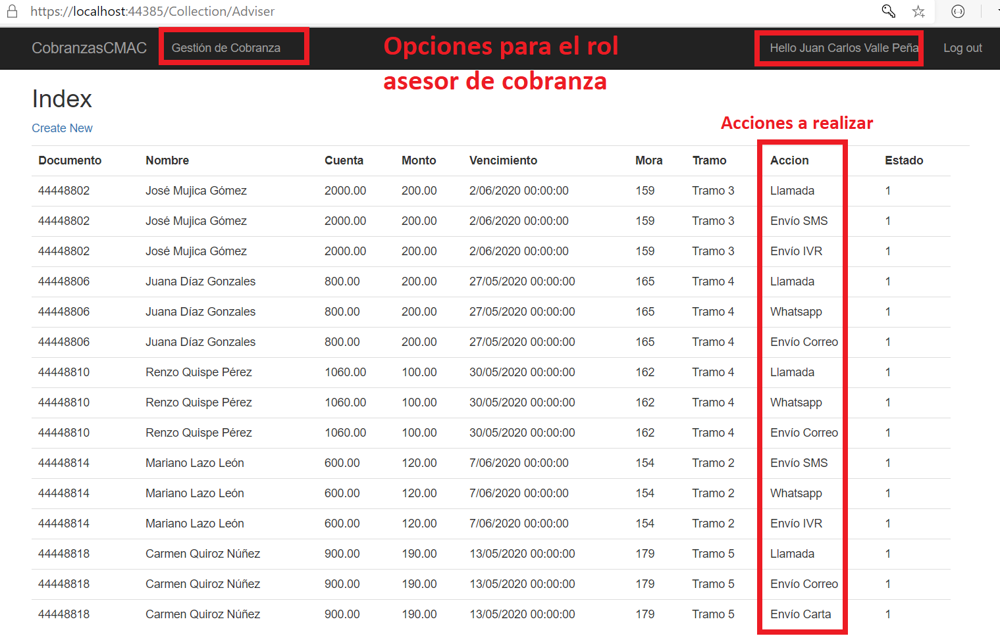 https://localhost:44385/Collection/Adviser
CobranzasCMAC Gestión de Cobranza Opciones para el rol Hello Juan Carlos Valle Peña Log out
asesor de cobranza
Index
Create New
Acciones a realizar
Documento Nombre Cuenta Monto Vencimiento Mora Tramo Accion Estado
44448802 José Mujica Gómez 2000.00 200.00 2/06/2020 00:00:00 159 Tramo 3 Llamada 1
44448802 José Mujica Gómez 2000.00 200.00 2/06/2020 00:00:00 159 Tramo 3 Envío SMS 1
44448802 José Mujica Gómez 2000.00 200.00 2/06/2020 00:00:00 159 Tramo 3 Envío IVR 1
44448806 Juana Díaz Gonzales 800.00 200.00 27/05/2020 00:00:00 165 Tramo 4 Llamada 1
44448806 Juana Díaz Gonzales 800.00 200.00 27/05/2020 00:00:00 165 Tramo 4 Whatsapp 1
44448806 Juana Díaz Gonzales 800.00 200.00 27/05/2020 00:00:00 165 Tramo 4 Envío Correo 1
44448810 Renzo Quispe Pérez 1060.00 100.00 30/05/2020 00:00:00 162 Tramo 4 Llamada 1
44448810 Renzo Quispe Pérez 1060.00 100.00 30/05/2020 00:00:00 162 Tramo 4 Whatsapp 1
44448810 Renzo Quispe Pérez 1060.00 100.00 30/05/2020 00:00:00 162 Tramo 4 Envío Correo 1
44448814 Mariano Lazo León 600.00 120.00 7/06/2020 00:00:00 154 Tramo 2 Envío SMS 1
44448814 Mariano Lazo León 600.00 120.00 7/06/2020 00:00:00 154 Tramo 2 Whatsapp 1
44448814 Mariano Lazo León 600.00 120.00 7/06/2020 00:00:00 154 Tramo 2 Envío IVR 1
44448818 Carmen Quiroz Núñez 900.00 190.00 13/05/2020 00:00:00 179 Tramo 5 Llamada 1
44448818 Carmen Quiroz Núñez 900.00 190.00 13/05/2020 00:00:00 179 Tramo 5 Envío Correo 1
44448818 Carmen Quiroz Núñez 900.00 190.00 13/05/2020 00:00:00 179 Tramo 5 Envío Carta 1